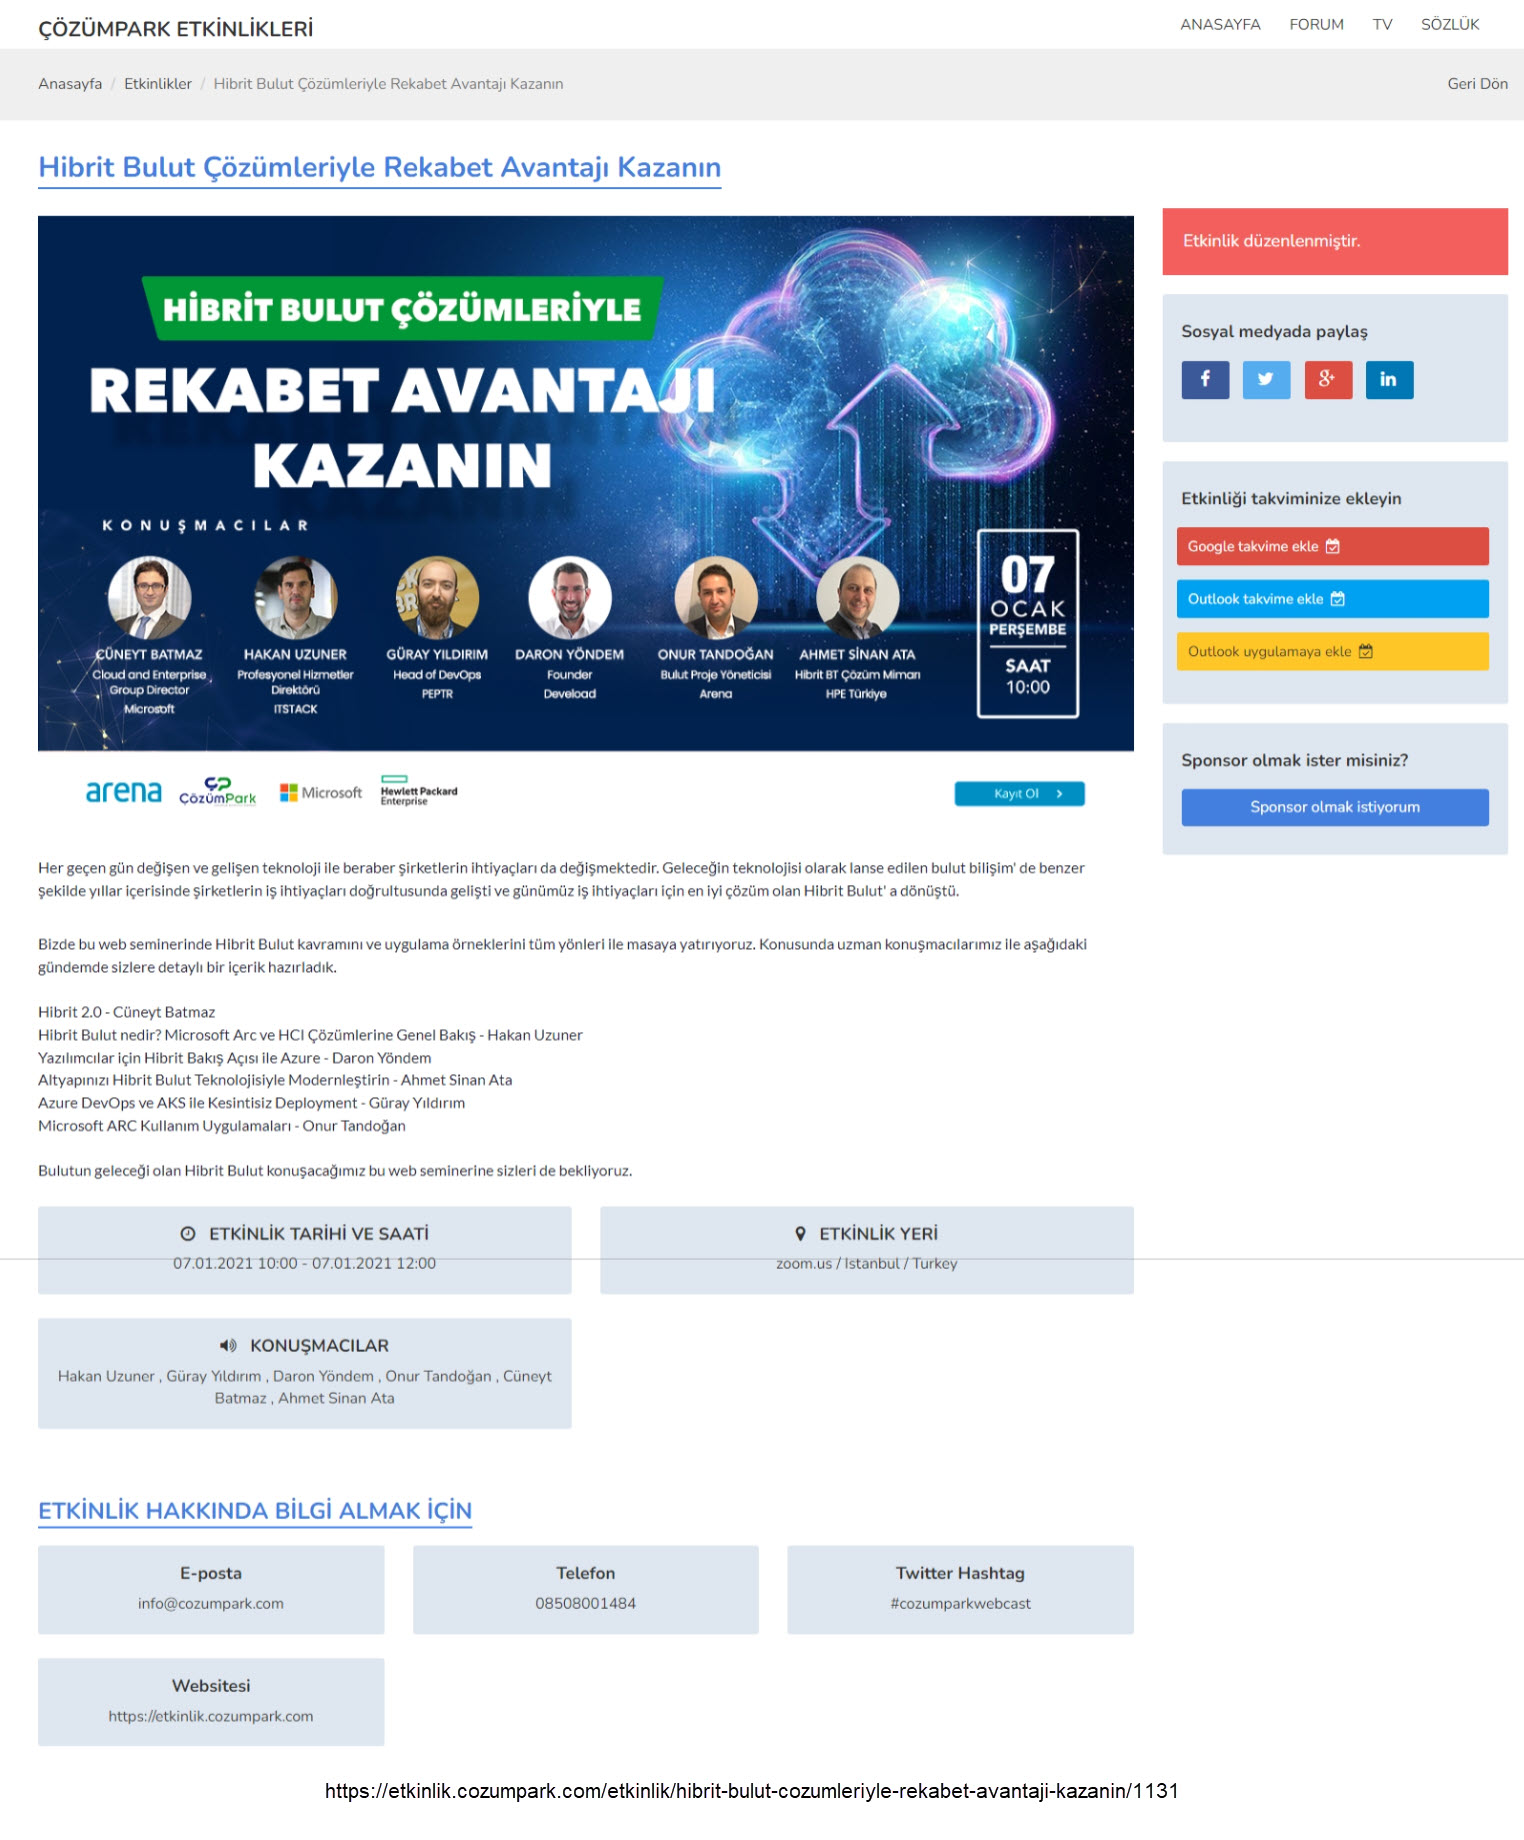 ÇÖZÜMPARK ETKİNLİKLERİ
ANASAYFA FORUM TV SÖZLÜK
Anasayfa / Etkinlikler / Hibrit Bulut Çözümleriyle Rekabet Avantajı Kazanın
Geri Dön
Hibrit Bulut Çözümleriyle Rekabet Avantajı Kazanın
HİBRİT BULUT ÇÖZÜMLERİYLE
REKABET AVANTAJI
KAZANIN
KONUŞMACILAR
CÜNEYT BATMAZ
Cloud and Enterprise
Group Director
Microsoft
HAKAN UZUNER
Profesyonel Hizmetler
Direktörü
ITSTACK
GÜRAY YILDIRIM
Head of DevOps
PEPTR
DARON YÖNDEM
Founder
Deveload
ONUR TANDOĞAN
Bulut Proje Yöneticisi
Arena
AHMET SİNAN ATA
Hibrit BT Çözüm Mimarı
HPE Türkiye
07
OCAK
PERŞEMBE
SAAT
10:00
arena
ÇözümPark
Microsoft
Hewlett Packard
Enterprise
Kayıt Ol >
Etkinlik düzenlenmiştir.
Sosyal medyada paylaş
Etkinliği takviminize ekleyin
Google takvime ekle
Outlook takvime ekle
Outlook uygulamaya ekle
Sponsor olmak ister misiniz?
Sponsor olmak istiyorum
Her geçen gün değişen ve gelişen teknoloji ile beraber şirketlerin ihtiyaçları da değişmektedir. Geleceğin teknolojisi olarak lanse edilen bulut bilişim' de benzer
şekilde yıllar içerisinde şirketlerin iş ihtiyaçları doğrultusunda gelişti ve günümüz iş ihtiyaçları için en iyi çözüm olan Hibrit Bulut' a dönüştü.
Bizde bu web seminerinde Hibrit Bulut kavramını ve uygulama örneklerini tüm yönleri ile masaya yatırıyoruz. Konusunda uzman konuşmacılarımız ile aşağıdaki
gündemde sizlere detaylı bir içerik hazırladık.
Hibrit 2.0 - Cüneyt Batmaz
Hibrit Bulut nedir? Microsoft Arc ve HCI Çözümlerine Genel Bakış - Hakan Uzuner
Yazılımcılar için Hibrit Bakış Açısı ile Azure - Daron Yöndem
Altyapınızı Hibrit Bulut Teknolojisiyle Modernleştirin - Ahmet Sinan Ata
Azure DevOps ve AKS ile Kesintisiz Deployment - Güray Yıldırım
Microsoft ARC Kullanım Uygulamaları - Onur Tandoğan
Bulutun geleceği olan Hibrit Bulut konuşacağımız bu web seminerine sizleri de bekliyoruz.
ETKİNLİK TARİHİ VE SAATİ
07.01.2021 10:00 - 07.01.2021 12:00
ETKİNLİK YERİ
zoom.us / Istanbul / Turkey
KONUŞMACILAR
Hakan Uzuner , Güray Yıldırım , Daron Yöndem , Onur Tandoğan , Cüneyt
Batmaz , Ahmet Sinan Ata
ETKİNLİK HAKKINDA BİLGİ ALMAK İÇİN
E-posta
info@cozumpark.com
Telefon
08508001484
Twitter Hashtag
#cozumparkwebcast
Websitesi
https://etkinlik.cozumpark.com
https://etkinlik.cozumpark.com/etkinlik/hibrit-bulut-cozumleriyle-rekabet-avantaji-kazanin/1131